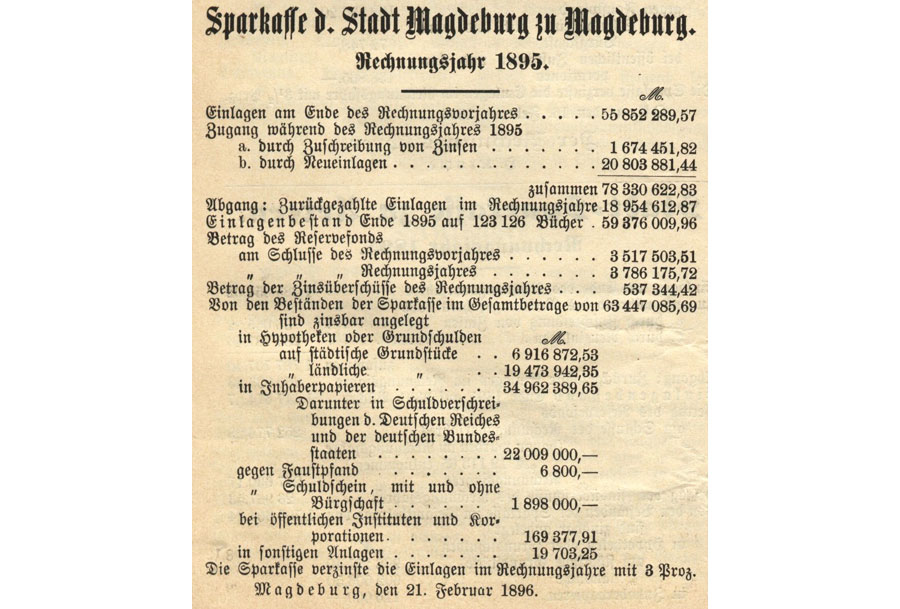 Sparkasse d. Stadt Magdeburg zu Magdeburg.
Rechnungsjahr 1895.
M.
Einlagen am Ende des Rechnungsvorjahres . . . . . 55 852 289,57
Zugang während des Rechnungsjahres 1895
a. durch Zuschreibung von Zinsen . . . . . . . 1 674 451,82
b. durch Neueinlagen . . . . . . . . . . . . . 20 803 881,44
zusammen 78 330 622,83
Abgang: Zurückgezahlte Einlagen im Rechnungsjahre 18 954 612,87
Einlagenbestand Ende 1895 auf 123 126 Bücher . 59 376 009,96
Betrag des Reservefonds
am Schlusse des Rechnungsvorjahres . . . . . . 3 517 503,51
„ „ „ Rechnungsjahres . . . . . . . 3 786 175,72
Betrag der Zinsüberschüsse des Rechnungsjahres . . . 537 344,42
Von den Beständen der Sparkasse im Gesamtbetrage von 63 447 085,69
sind zinsbar angelegt
in Hypotheken oder Grundschulden M.
auf städtische Grundstücke . . 6 916 872,53
„ ländliche „ . . 19 473 942,35
in Inhaberpapieren . . . . . . 34 962 389,65
Darunter in Schuldverschrei-
bungen d. Deutschen Reiches
und der deutschen Bundes-
staaten . . . . . . . 22 009 000,—
gegen Faustpfand . . . . . . . 6 800,—
„ Schuldschein, mit und ohne
Bürgschaft . . . . . . . 1 898 000,—
bei öffentlichen Instituten und Kor-
porationen. . . . . . . 169 377,91
in sonstigen Anlagen . . . . . . 19 703,25
Die Sparkasse verzinste die Einlagen im Rechnungsjahre mit 3 Proz.
Magdeburg, den 21. Februar 1896.